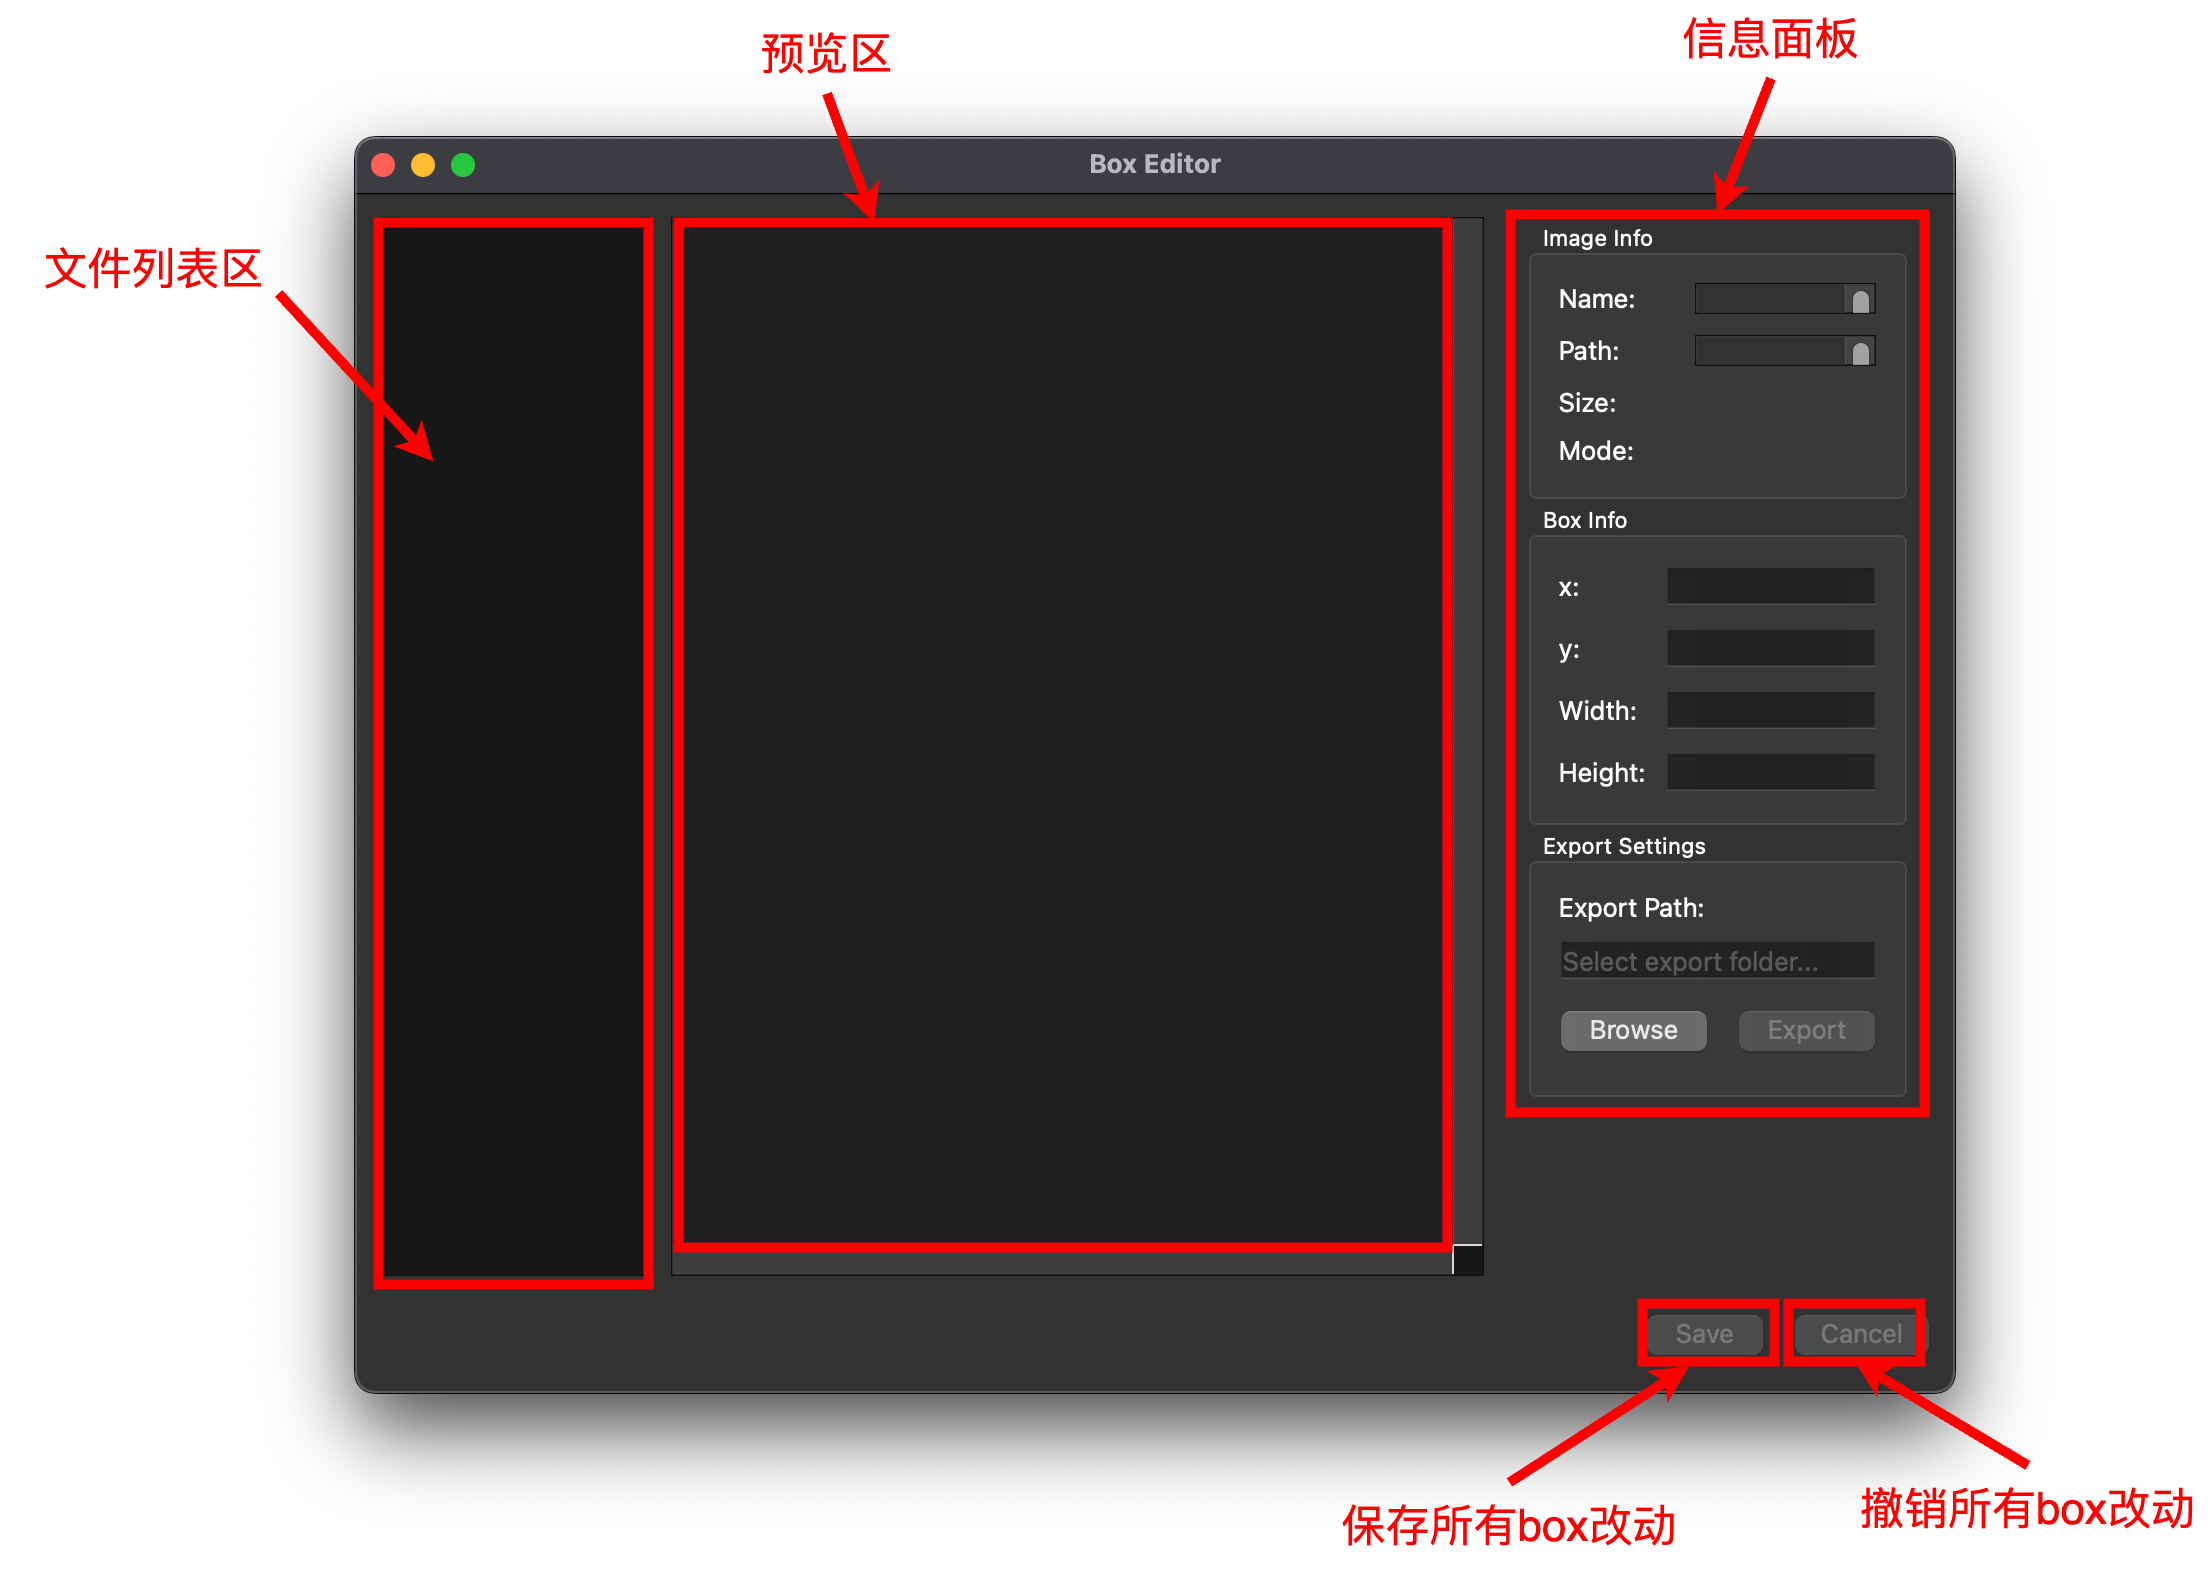 预览区
信息面板
Box Editor
文件列表区
Image Info
Name:
Path:
Size:
Mode:
Box Info
x:
y:
Width:
Height:
Export Settings
Export Path:
Select export folder...
Browse
Export
Save
Cancel
保存所有box改动
撤销所有box改动